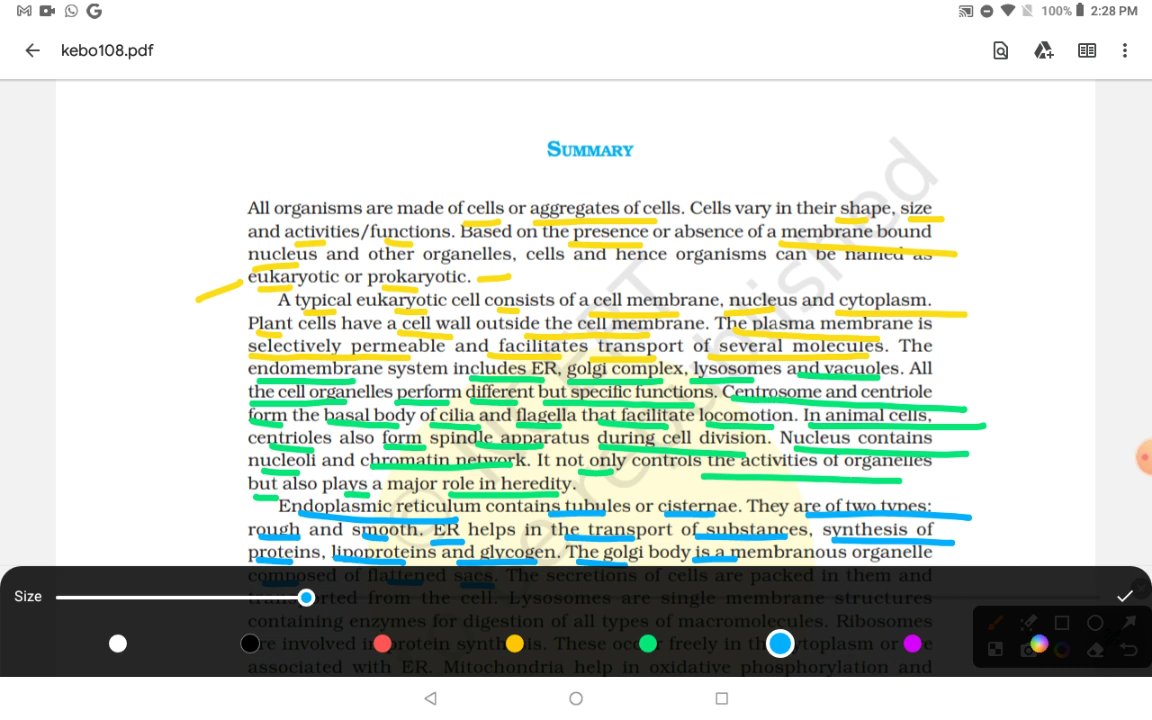 100% 2:28 PM
kebo108.pdf
SUMMARY
All organisms are made of cells or aggregates of cells. Cells vary in their shape, size
and activities/functions. Based on the presence or absence of a membrane bound
nucleus and other organelles, cells and hence organisms can be named as
eukaryotic or prokaryotic.
A typical eukaryotic cell consists of a cell membrane, nucleus and cytoplasm.
Plant cells have a cell wall outside the cell membrane. The plasma membrane is
selectively permeable and facilitates transport of several molecules. The
endomembrane system includes ER, golgi complex, lysosomes and vacuoles. All
the cell organelles perform different but specific functions. Centrosome and centriole
form the basal body of cilia and flagella that facilitate locomotion. In animal cells,
centrioles also form spindle apparatus during cell division. Nucleus contains
nucleoli and chromatin network. It not only controls the activities of organelles
but also plays a major role in heredity.
Endoplasmic reticulum contains tubules or cisternae. They are of two types:
rough and smooth. ER helps in the transport of substances, synthesis of
proteins, lipoproteins and glycogen. The golgi body is a membranous organelle
composed of flattened sacs. The secretions of cells are packed in them and
transported from the cell. Lysosomes are single membrane structures
Size
containing enzymes for digestion of all types of macromolecules. Ribosomes
are involved in protein synthesis. These occur freely in the cytoplasm or are
associated with ER. Mitochondria help in oxidative phosphorylation and